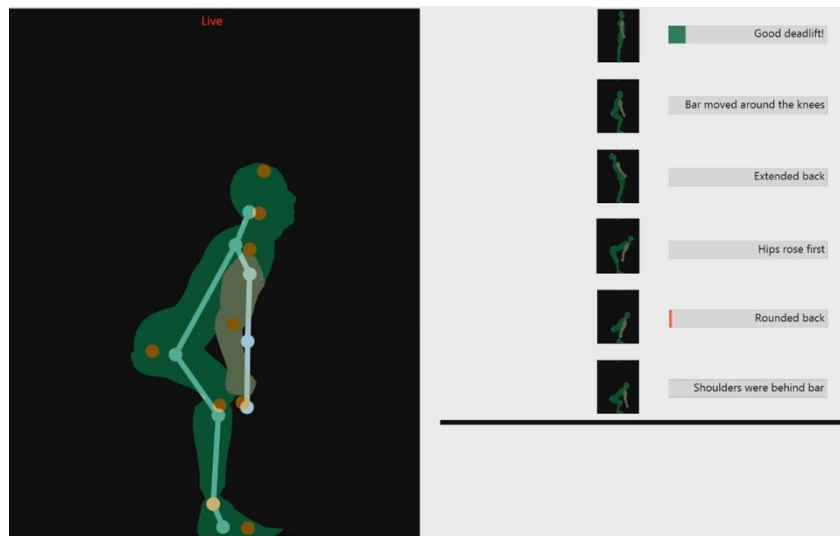 Live
Good deadlift!
Bar moved around the knees
Extended back
Hips rose first
Rounded back
Shoulders were behind bar